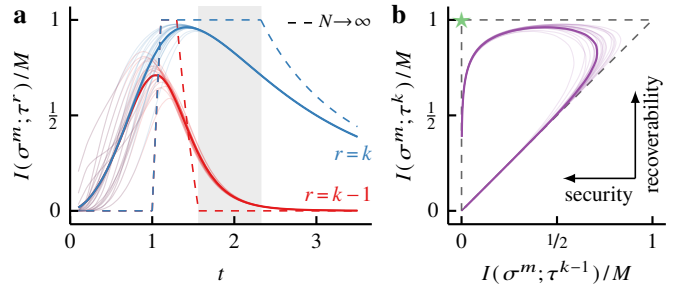 a
I(σ^m; τ^r)/M
1
1/2
0
0
1
2
3
t
N→∞
r = k
r = k − 1
b
I(σ^m; τ^k)/M
1
1/2
0
0
1/2
1
I(σ^m; τ^{k−1})/M
recoverability
security